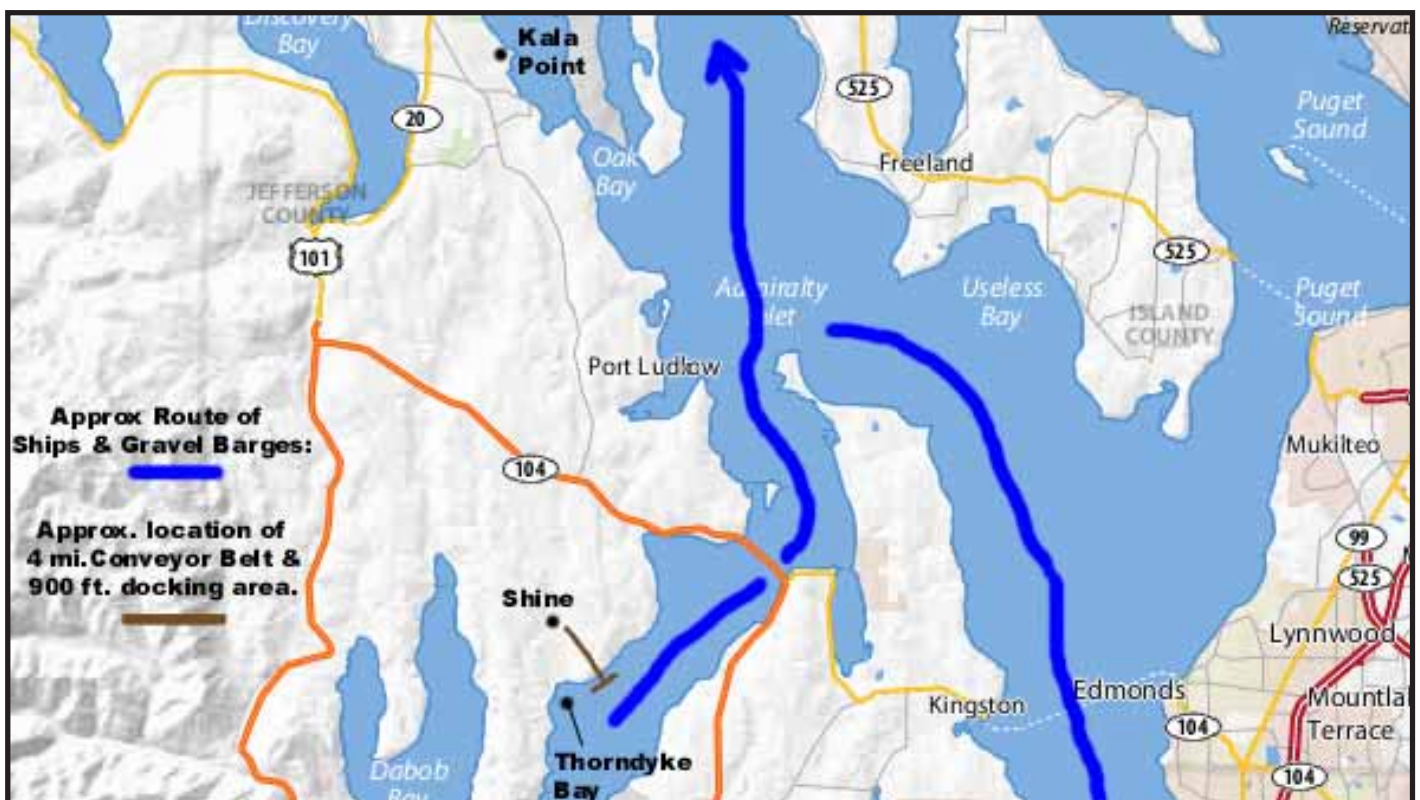 Discovery
Bay
Kala
Point
Reservat
525
Puget
Sound
20
Oak
Bay
Freeland
JEFFERSON
COUNTY
101
525
Admiralty
Inlet
Useless
Bay
Puget
Sound
ISLAND
COUNTY
Port Ludlow
Approx Route of
Ships & Gravel Barges:
Mukilteo
104
Approx. location of
4 mi.Conveyor Belt &
900 ft. docking area.
99
525
Shine
Lynnwood
Edmonds
Kingston
Mountla
Terrace
104
Thorndyke
Bay
Dabob
Bay
104